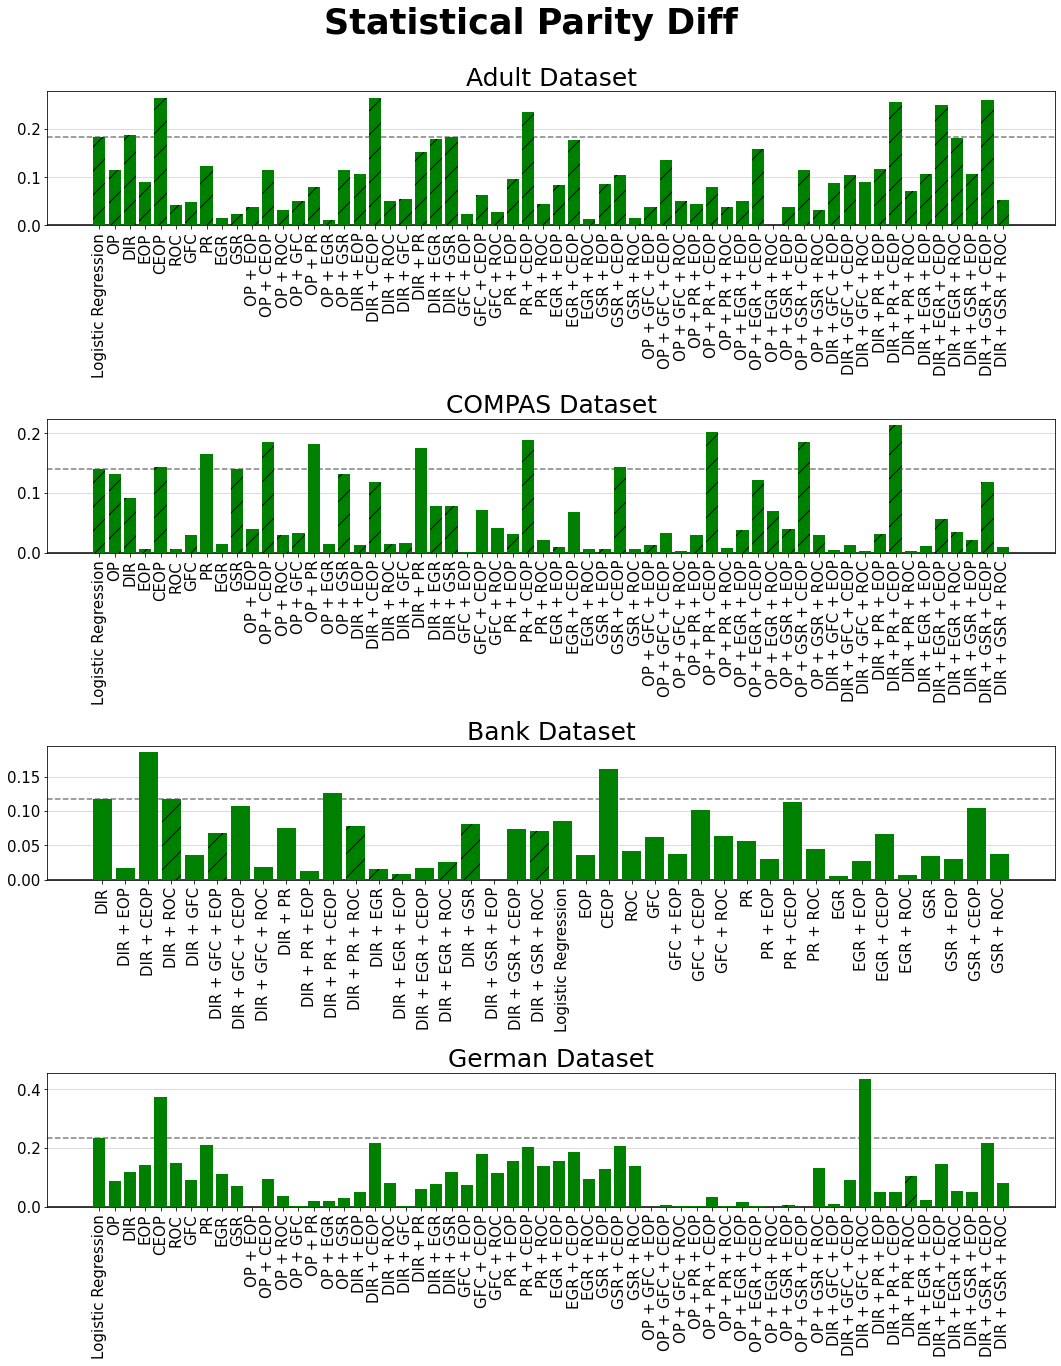 Statistical Parity Diff
Adult Dataset
0.2
0.1
0.0
Logistic Regression
OP
DIR
EOP
CEOP
ROC
GFC
PR
EGR
GSR
OP + EOP
OP + CEOP
OP + ROC
OP + GFC
OP + PR
OP + EGR
OP + GSR
DIR + EOP
DIR + CEOP
DIR + ROC
DIR + GFC
DIR + PR
DIR + EGR
DIR + GSR
GFC + EOP
GFC + CEOP
GFC + ROC
PR + EOP
PR + CEOP
PR + ROC
EGR + EOP
EGR + CEOP
EGR + ROC
GSR + EOP
GSR + CEOP
GSR + ROC
OP + GFC + EOP
OP + GFC + CEOP
OP + GFC + ROC
OP + PR + EOP
OP + PR + CEOP
OP + PR + ROC
OP + EGR + EOP
OP + EGR + CEOP
OP + EGR + ROC
OP + GSR + EOP
OP + GSR + CEOP
OP + GSR + ROC
DIR + GFC + EOP
DIR + GFC + CEOP
DIR + GFC + ROC
DIR + PR + EOP
DIR + PR + CEOP
DIR + PR + ROC
DIR + EGR + EOP
DIR + EGR + CEOP
DIR + EGR + ROC
DIR + GSR + EOP
DIR + GSR + CEOP
DIR + GSR + ROC
COMPAS Dataset
0.2
0.1
0.0
Logistic Regression
OP
DIR
EOP
CEOP
ROC
GFC
PR
EGR
GSR
OP + EOP
OP + CEOP
OP + ROC
OP + GFC
OP + PR
OP + EGR
OP + GSR
DIR + EOP
DIR + CEOP
DIR + ROC
DIR + GFC
DIR + PR
DIR + EGR
DIR + GSR
GFC + EOP
GFC + CEOP
GFC + ROC
PR + EOP
PR + CEOP
PR + ROC
EGR + EOP
EGR + CEOP
EGR + ROC
GSR + EOP
GSR + CEOP
GSR + ROC
OP + GFC + EOP
OP + GFC + CEOP
OP + GFC + ROC
OP + PR + EOP
OP + PR + CEOP
OP + PR + ROC
OP + EGR + EOP
OP + EGR + CEOP
OP + EGR + ROC
OP + GSR + EOP
OP + GSR + CEOP
OP + GSR + ROC
DIR + GFC + EOP
DIR + GFC + CEOP
DIR + GFC + ROC
DIR + PR + EOP
DIR + PR + CEOP
DIR + PR + ROC
DIR + EGR + EOP
DIR + EGR + CEOP
DIR + EGR + ROC
DIR + GSR + EOP
DIR + GSR + CEOP
DIR + GSR + ROC
Bank Dataset
0.15
0.10
0.05
0.00
DIR
DIR + EOP
DIR + CEOP
DIR + ROC
DIR + GFC
DIR + GFC + EOP
DIR + GFC + CEOP
DIR + GFC + ROC
DIR + PR
DIR + PR + EOP
DIR + PR + CEOP
DIR + PR + ROC
DIR + EGR
DIR + EGR + EOP
DIR + EGR + CEOP
DIR + EGR + ROC
DIR + GSR
DIR + GSR + EOP
DIR + GSR + CEOP
DIR + GSR + ROC
Logistic Regression
EOP
CEOP
ROC
GFC
GFC + EOP
GFC + CEOP
GFC + ROC
PR
PR + EOP
PR + CEOP
PR + ROC
EGR
EGR + EOP
EGR + CEOP
EGR + ROC
GSR
GSR + EOP
GSR + CEOP
GSR + ROC
German Dataset
0.4
0.2
0.0
Logistic Regression
OP
DIR
EOP
CEOP
ROC
GFC
PR
EGR
GSR
OP + EOP
OP + CEOP
OP + ROC
OP + GFC
OP + PR
OP + EGR
OP + GSR
DIR + EOP
DIR + CEOP
DIR + ROC
DIR + GFC
DIR + PR
DIR + EGR
DIR + GSR
GFC + EOP
GFC + CEOP
GFC + ROC
PR + EOP
PR + CEOP
PR + ROC
EGR + EOP
EGR + CEOP
EGR + ROC
GSR + EOP
GSR + CEOP
GSR + ROC
OP + GFC + EOP
OP + GFC + CEOP
OP + GFC + ROC
OP + PR + EOP
OP + PR + CEOP
OP + PR + ROC
OP + EGR + EOP
OP + EGR + CEOP
OP + EGR + ROC
OP + GSR + EOP
OP + GSR + CEOP
OP + GSR + ROC
DIR + GFC + EOP
DIR + GFC + CEOP
DIR + GFC + ROC
DIR + PR + EOP
DIR + PR + CEOP
DIR + PR + ROC
DIR + EGR + EOP
DIR + EGR + CEOP
DIR + EGR + ROC
DIR + GSR + EOP
DIR + GSR + CEOP
DIR + GSR + ROC